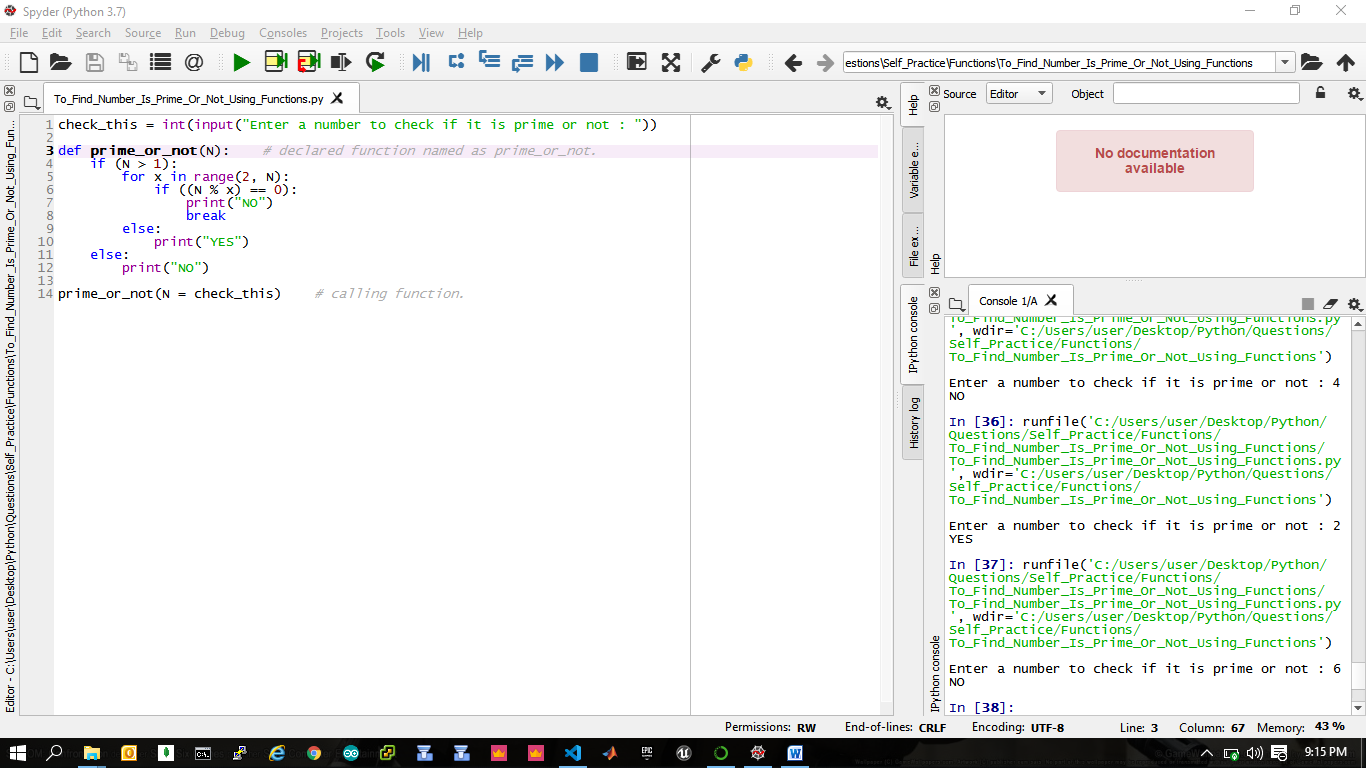 Spyder (Python 3.7)
File Edit Search Source Run Debug Consoles Projects Tools View Help
estions\Self_Practice\Functions\To_Find_Number_Is_Prime_Or_Not_Using_Functions
To_Find_Number_Is_Prime_Or_Not_Using_Functions.py
Editor - C:\Users\user\Desktop\Python\Questions\Self_Practice\Functions\To_Find_Number_Is_Prime_Or_Not_Using_Fun...
1 check_this = int(input("Enter a number to check if it is prime or not : "))
2
3 def prime_or_not(N):    # declared function named as prime_or_not.
4     if (N > 1):
5         for x in range(2, N):
6             if ((N % x) == 0):
7                 print("NO")
8                 break
9         else:
10             print("YES")
11     else:
12         print("NO")
13
14 prime_or_not(N = check_this)    # calling function.
Help
Variable e...
File ex...
Source Editor Object
No documentation
available
Help
IPython console
History log
Console 1/A
To_Find_Number_Is_Prime_Or_Not_Using_Functions.py
', wdir='C:/Users/user/Desktop/Python/Questions/
Self_Practice/Functions/
To_Find_Number_Is_Prime_Or_Not_Using_Functions')
Enter a number to check if it is prime or not : 4
NO
In [36]: runfile('C:/Users/user/Desktop/Python/
Questions/Self_Practice/Functions/
To_Find_Number_Is_Prime_Or_Not_Using_Functions/
To_Find_Number_Is_Prime_Or_Not_Using_Functions.py
', wdir='C:/Users/user/Desktop/Python/Questions/
Self_Practice/Functions/
To_Find_Number_Is_Prime_Or_Not_Using_Functions')
Enter a number to check if it is prime or not : 2
YES
In [37]: runfile('C:/Users/user/Desktop/Python/
Questions/Self_Practice/Functions/
To_Find_Number_Is_Prime_Or_Not_Using_Functions/
To_Find_Number_Is_Prime_Or_Not_Using_Functions.py
', wdir='C:/Users/user/Desktop/Python/Questions/
Self_Practice/Functions/
To_Find_Number_Is_Prime_Or_Not_Using_Functions')
Enter a number to check if it is prime or not : 6
NO
In [38]:
IPython console
Permissions: RW End-of-lines: CRLF Encoding: UTF-8 Line: 3 Column: 67 Memory: 43 %
9:15 PM